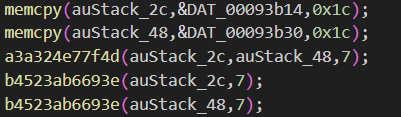 memcpy(auStack_2c,&DAT_00093b14,0x1c);
memcpy(auStack_48,&DAT_00093b30,0x1c);
a3a324e77f4d(auStack_2c,auStack_48,7);
b4523ab6693e(auStack_2c,7);
b4523ab6693e(auStack_48,7);